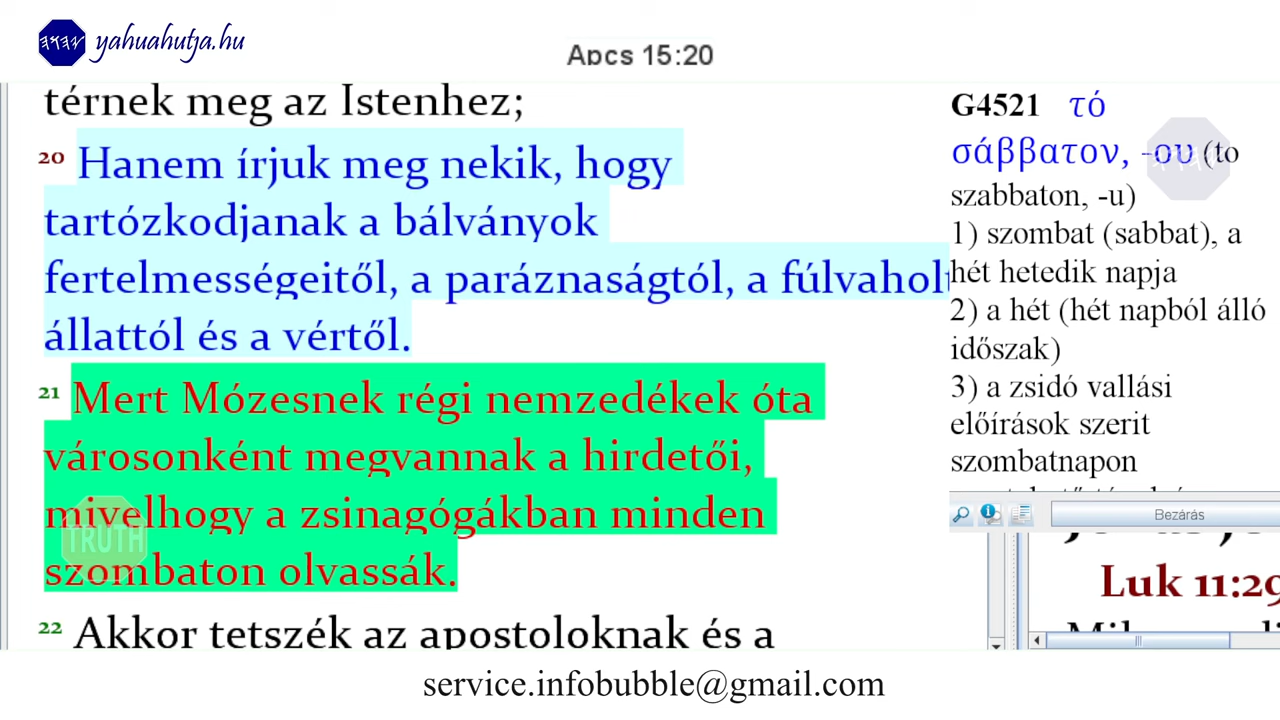 yahuahutja.hu
Apcs 15:20
térnek meg az Istenhez;
20 Hanem írjuk meg nekik, hogy
tartózkodjanak a bálványok
fertelmességeitől, a paráznaságtól, a fúlvaholt
állattól és a vértől.
21 Mert Mózesnek régi nemzedékek óta
városonként megvannak a hirdetői,
mivelhogy a zsinagógákban minden
szombaton olvassák.
22 Akkor tetszék az apostoloknak és a
TRUTH
G4521 τό
σάββατον, -ου (to
szabbaton, -u)
1) szombat (sabbat), a
hét hetedik napja
2) a hét (hét napból álló
időszak)
3) a zsidó vallási
előírások szerit
szombatnapon
Bezárás
Luk 11:29
service.infobubble@gmail.com